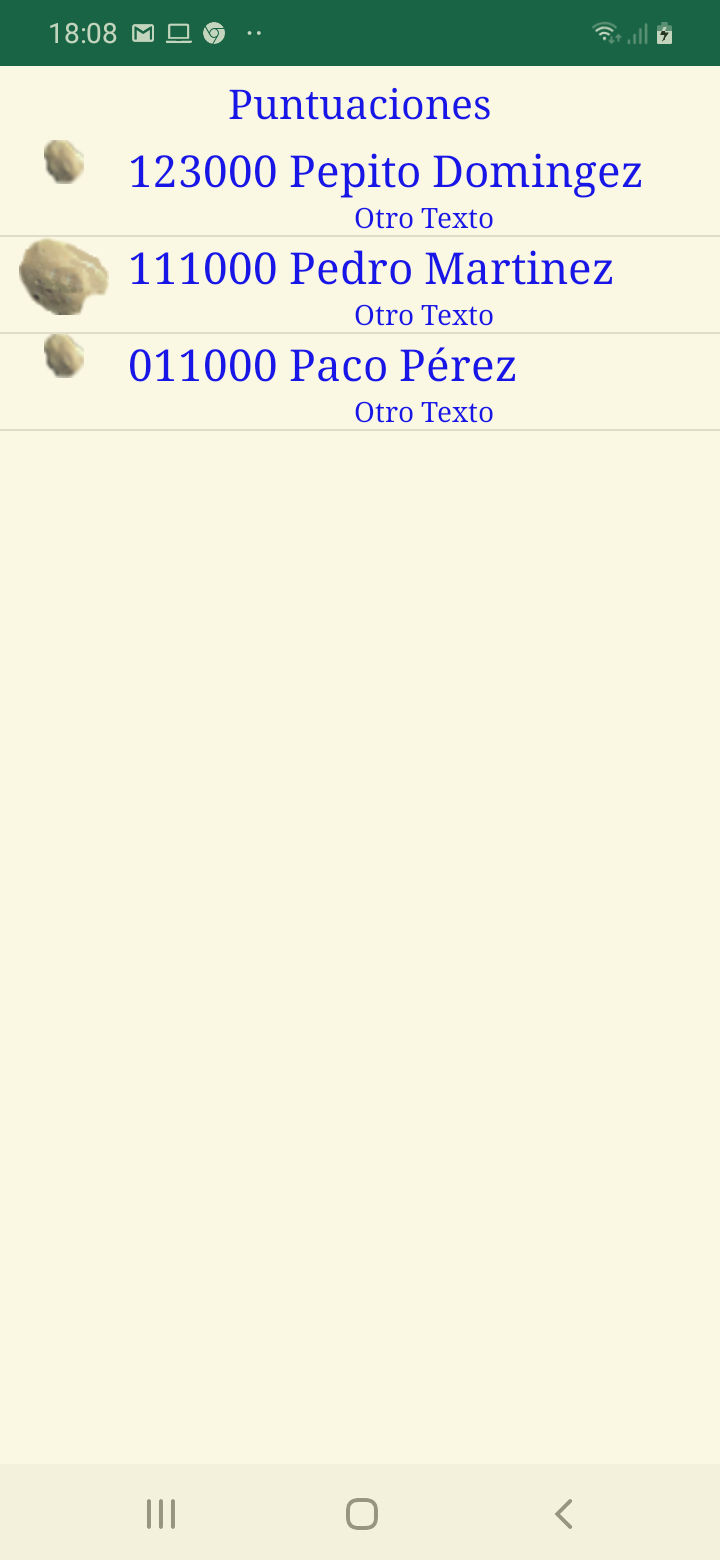 18:08
Puntuaciones
123000 Pepito Domingez
Otro Texto
111000 Pedro Martinez
Otro Texto
011000 Paco Pérez
Otro Texto